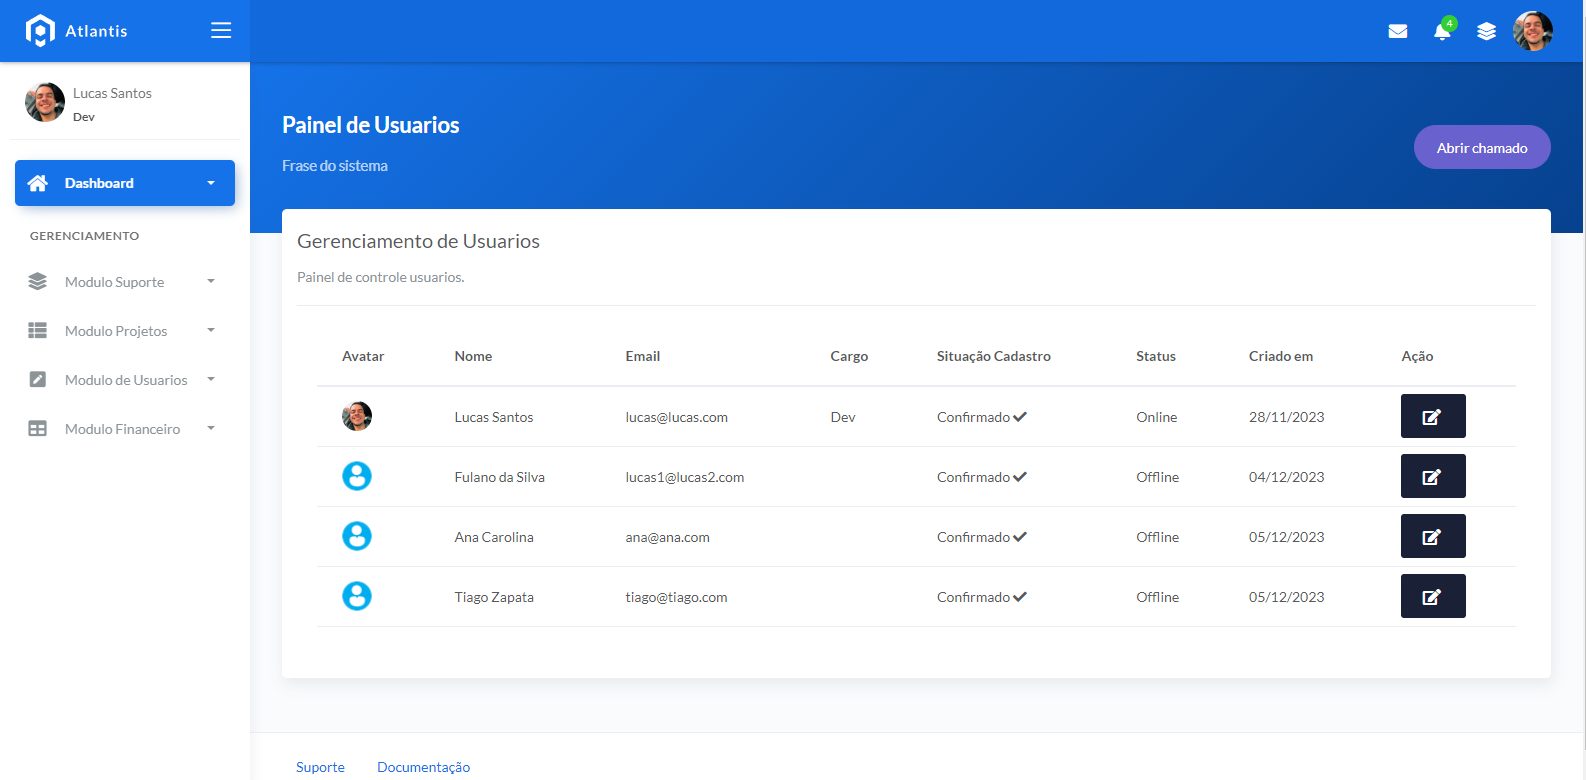 Atlantis
4
Lucas Santos
Dev
Dashboard
GERENCIAMENTO
Modulo Suporte
Modulo Projetos
Modulo de Usuarios
Modulo Financeiro
Painel de Usuarios
Frase do sistema
Abrir chamado
Gerenciamento de Usuarios
Painel de controle usuarios.
Avatar Nome Email Cargo Situação Cadastro Status Criado em Ação
Lucas Santos lucas@lucas.com Dev Confirmado Online 28/11/2023
Fulano da Silva lucas1@lucas2.com Confirmado Offline 04/12/2023
Ana Carolina ana@ana.com Confirmado Offline 05/12/2023
Tiago Zapata tiago@tiago.com Confirmado Offline 05/12/2023
Suporte Documentação